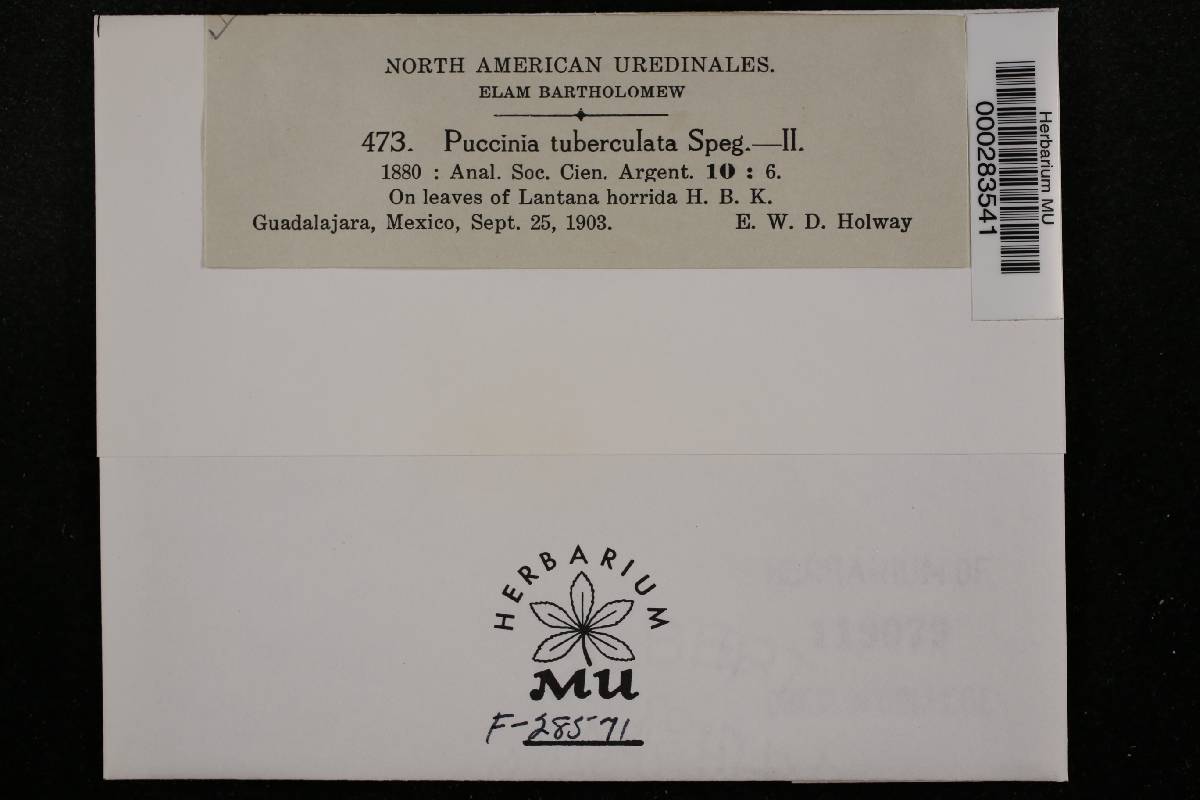 NORTH AMERICAN UREDINALES.
ELAM BARTHOLOMEW
473. Puccinia tuberculata Speg.—II.
1880 : Anal. Soc. Cien. Argent. 10 : 6.
On leaves of Lantana horrida H. B. K.
Guadalajara, Mexico, Sept. 25, 1903. E. W. D. Holway
Herbarium MU
000283541
HERBARIUM
MU
F-28571